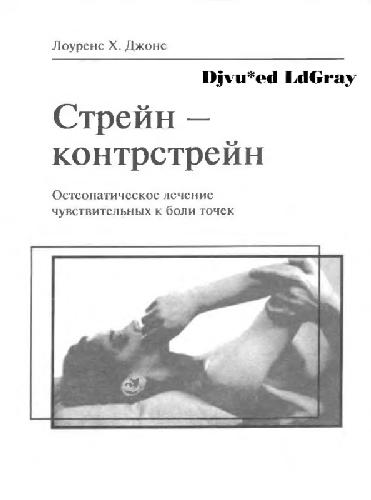 Лоуренс Х. Джонс
Djvu*ed LdGray
Стрейн –
контрстрейн
Остеопатическое лечение
чувствительных к боли точек